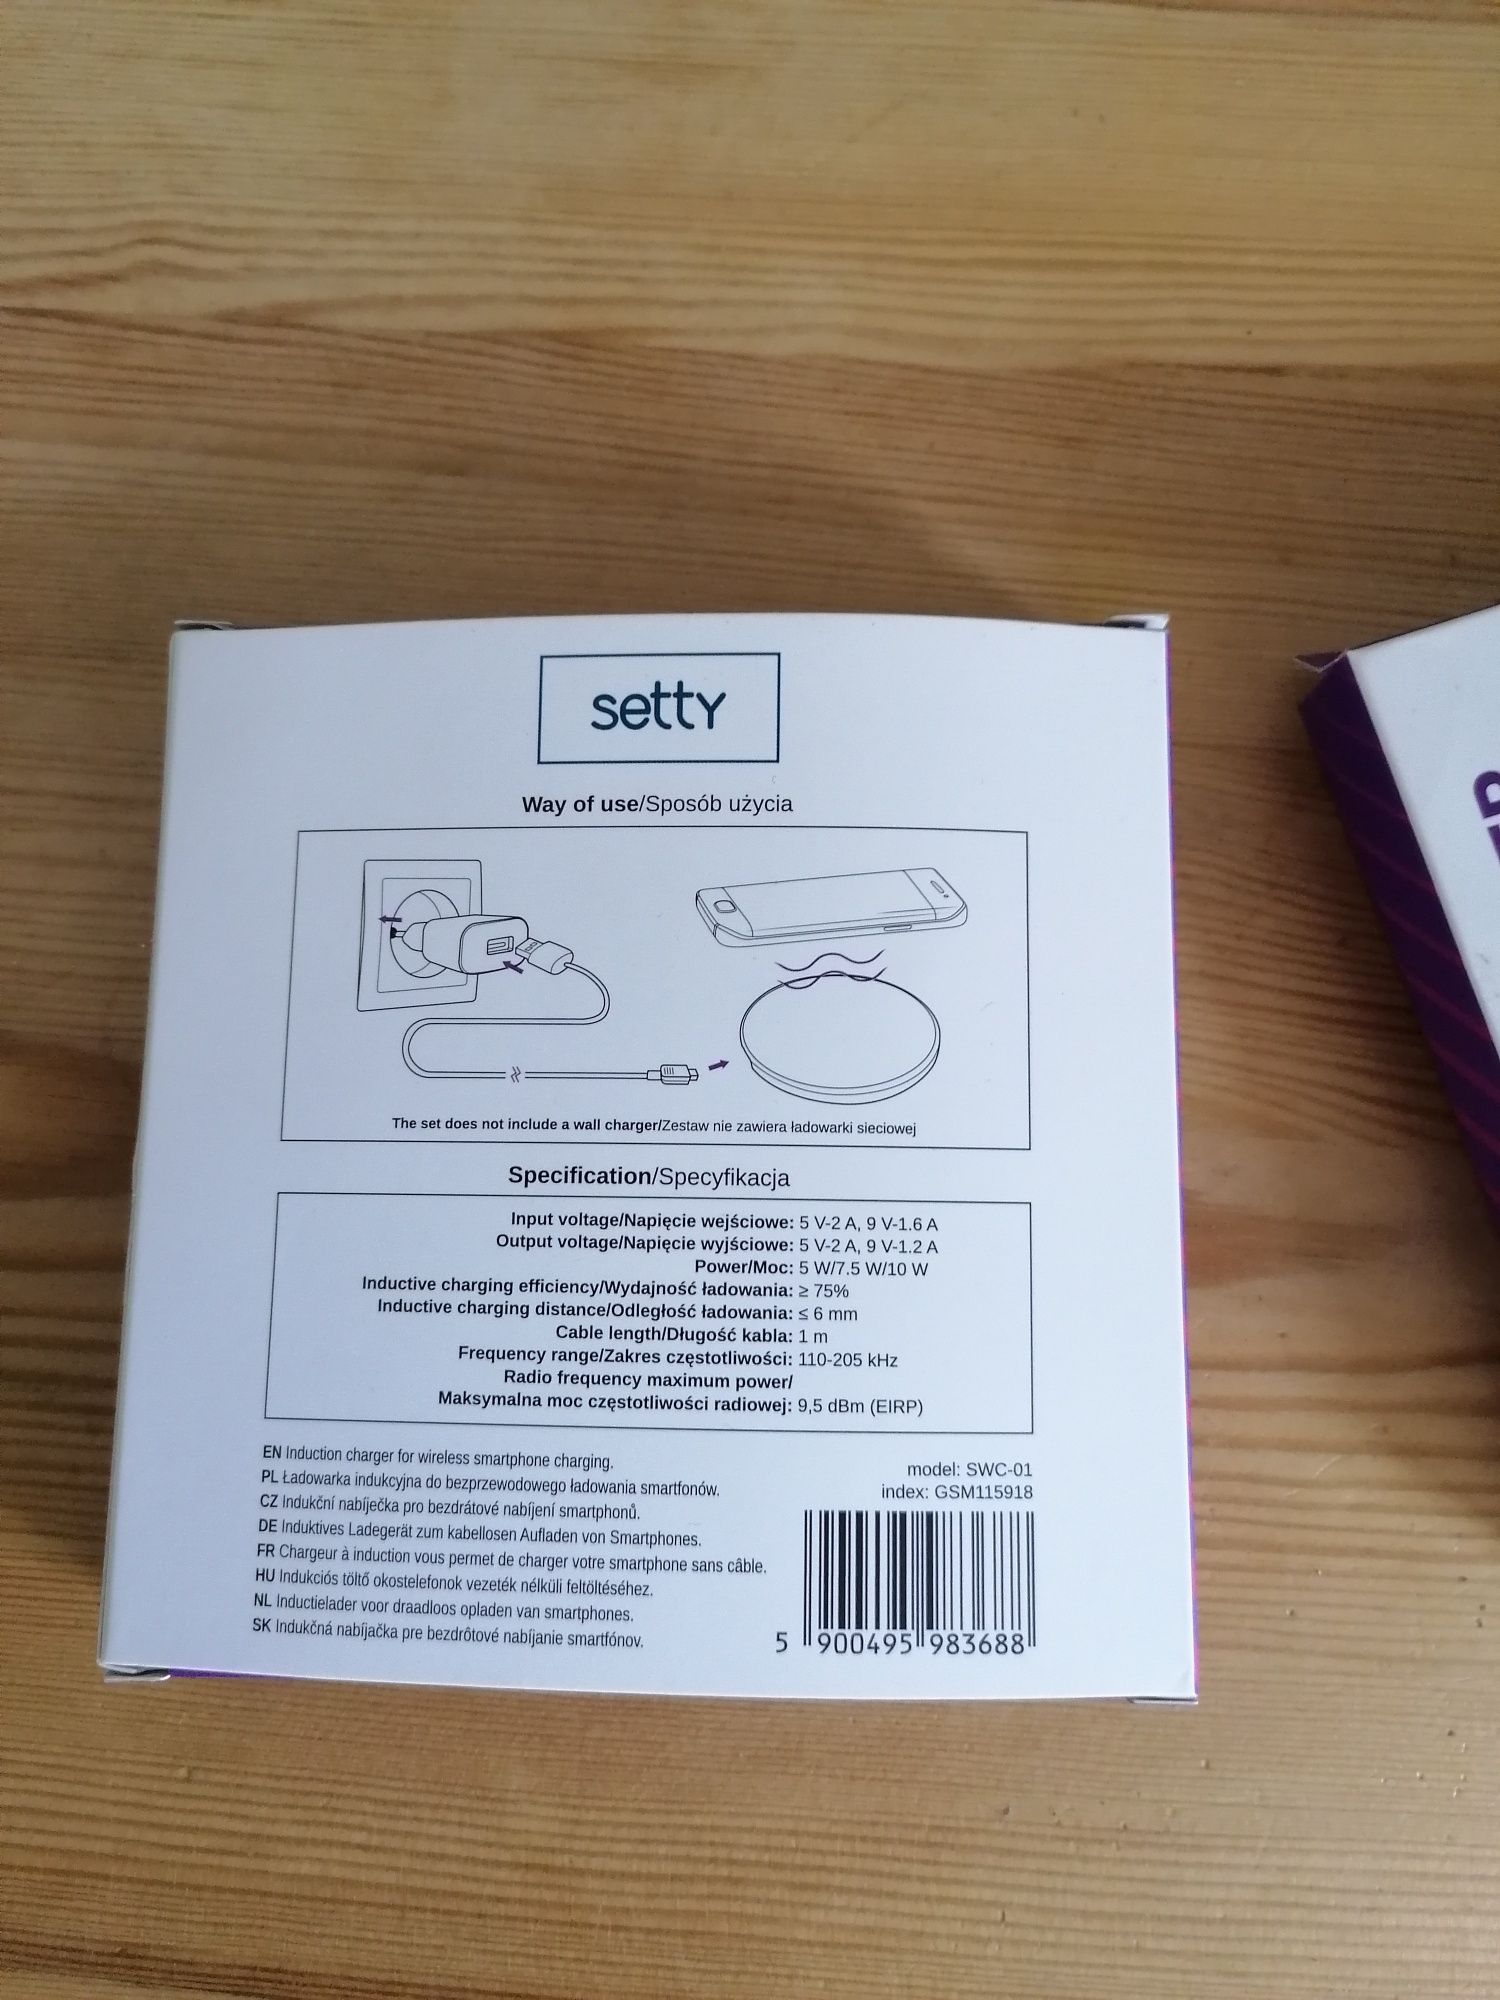 setty
Way of use/Sposób użycia
The set does not include a wall charger/Zestaw nie zawiera ładowarki sieciowej
Specification/Specyfikacja
Input voltage/Napięcie wejściowe: 5 V-2 A, 9 V-1.6 A
Output voltage/Napięcie wyjściowe: 5 V-2 A, 9 V-1.2 A
Power/Moc: 5 W/7.5 W/10 W
Inductive charging efficiency/Wydajność ładowania: ≥ 75%
Inductive charging distance/Odległość ładowania: ≤ 6 mm
Cable length/Długość kabla: 1 m
Frequency range/Zakres częstotliwości: 110-205 kHz
Radio frequency maximum power/
Maksymalna moc częstotliwości radiowej: 9,5 dBm (EIRP)
EN Induction charger for wireless smartphone charging.
PL Ładowarka indukcyjna do bezprzewodowego ładowania smartfonów.
CZ Indukční nabíječka pro bezdrátové nabíjení smartphonů.
DE Induktives Ladegerät zum kabellosen Aufladen von Smartphones.
FR Chargeur à induction vous permet de charger votre smartphone sans câble.
HU Indukciós töltő okostelefonok vezeték nélküli feltöltéséhez.
NL Inductielader voor draadloos opladen van smartphones.
SK Indukčná nabíjačka pre bezdrôtové nabíjanie smartfónov.
model: SWC-01
index: GSM115918
5 900495 983688